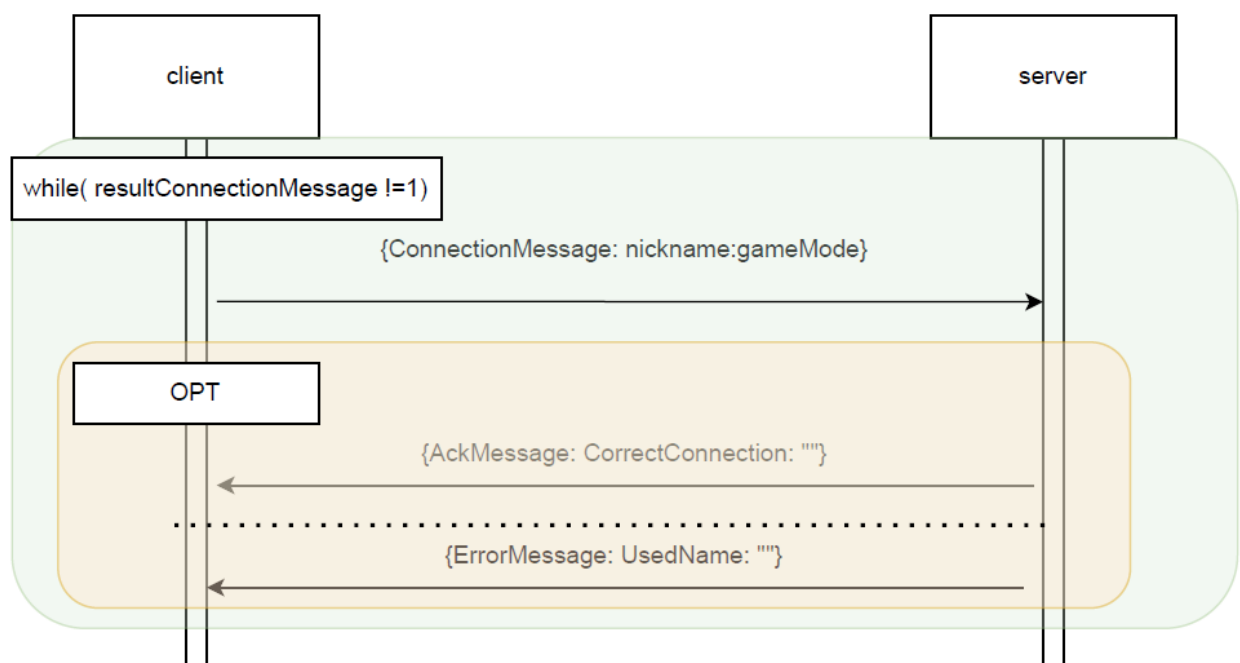 client
server
while( resultConnectionMessage !=1)
{ConnectionMessage: nickname:gameMode}
OPT
{AckMessage: CorrectConnection: ""}
{ErrorMessage: UsedName: ""}